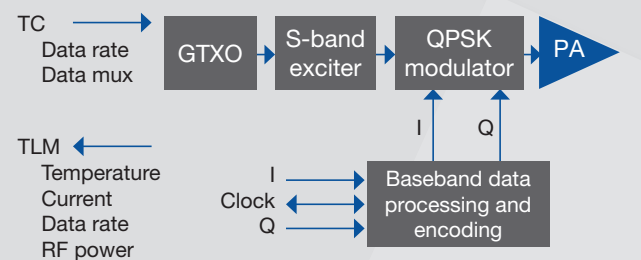 TC
Data rate
Data mux
GTXO
S-band
exciter
QPSK
modulator
PA
I
Q
TLM
Temperature
Current
Data rate
RF power
I
Clock
Q
Baseband data
processing and
encoding